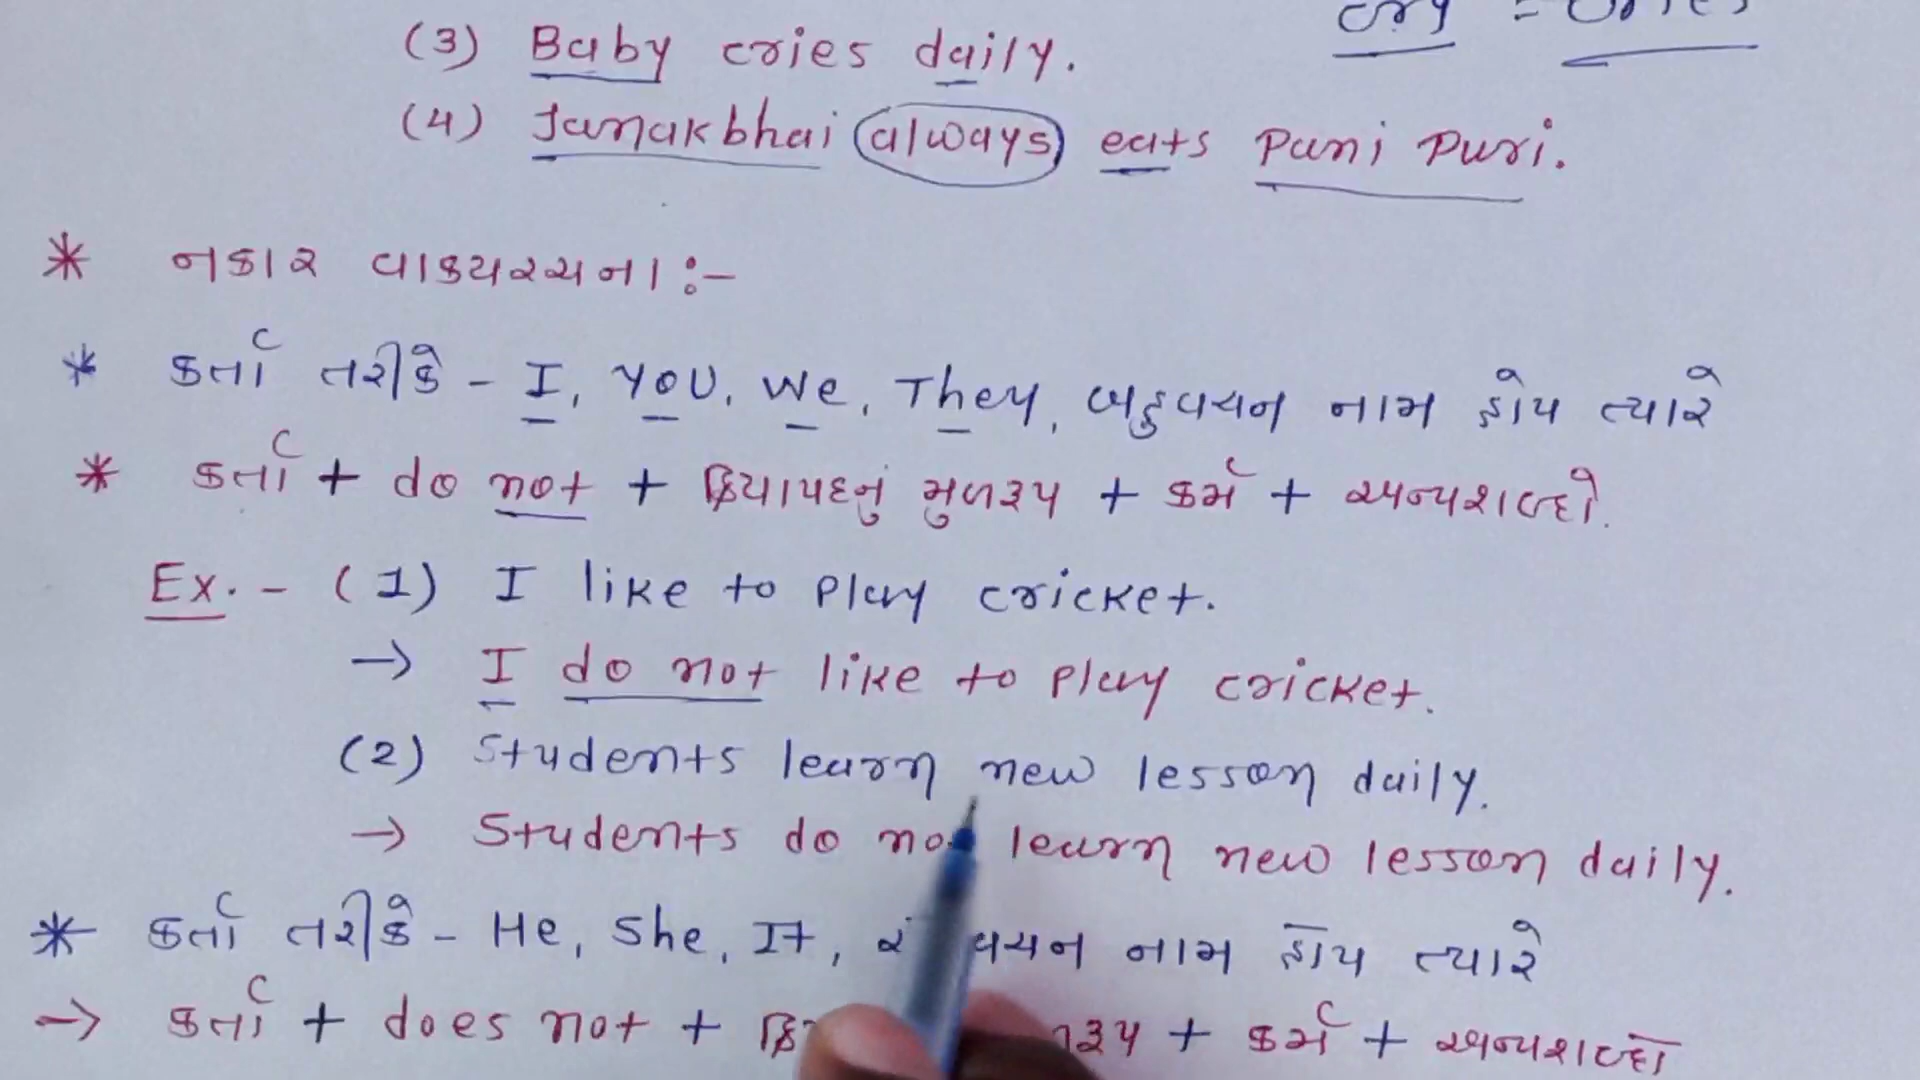 cry = cries
(3) Baby cries daily.
(4) Janakbhai always eats Pani Puri.
* નકાર વાક્યરચના :-
* કર્તા તરીકે - I, YOU, We, They, બહુવચન નામ હોય ત્યારે
* કર્તા + do not + ક્રિયાપદનું મુળરૂપ + કર્મ + અન્યશબ્દો.
Ex. - (1) I like to Play cricket.
→ I do not like to Play cricket.
(2) Students learn new lesson daily.
→ Students do not learn new lesson daily.
* કર્તા તરીકે - He, She, It, વચન નામ હોય ત્યારે
→ કર્તા + does not + + કર્મ + અન્યશબ્દો